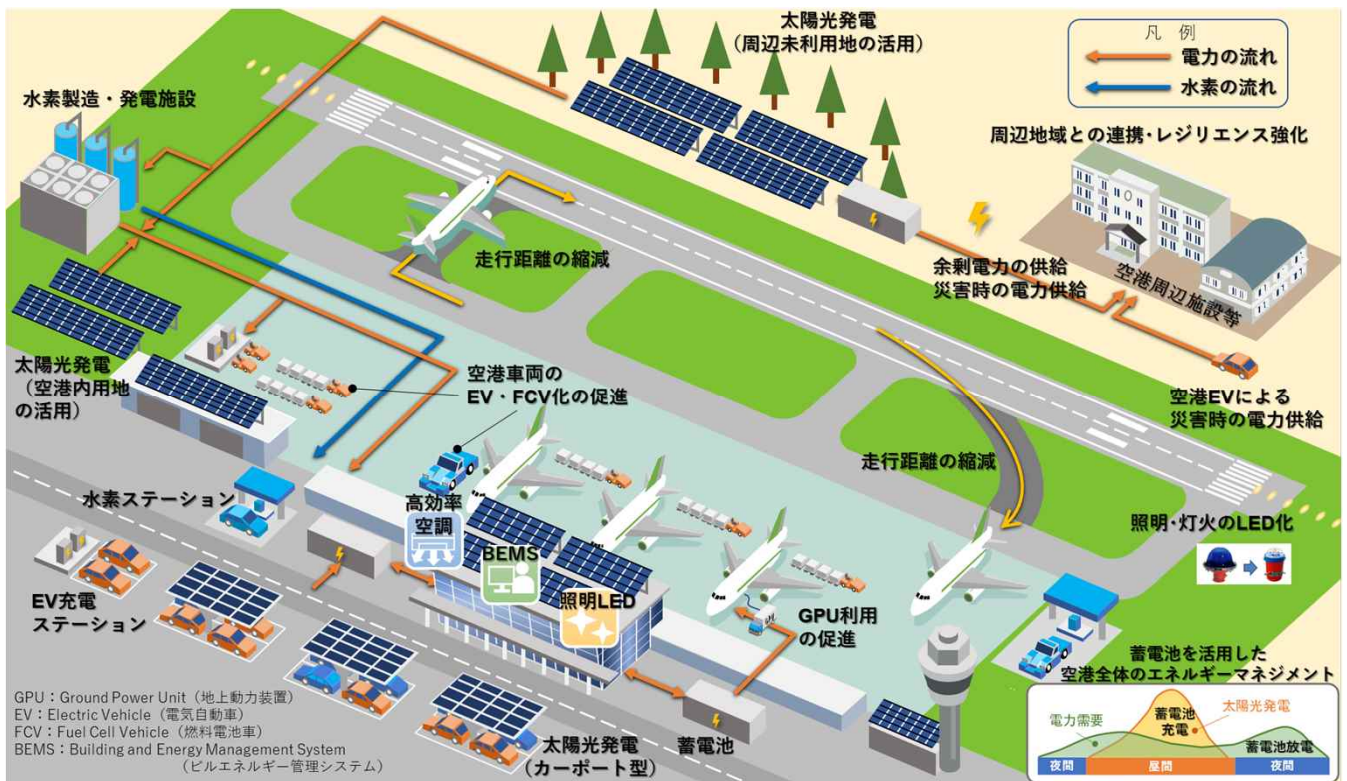 太陽光発電
（周辺未利用地の活用）
凡 例
電力の流れ
水素の流れ
水素製造・発電施設
周辺地域との連携･レジリエンス強化
走行距離の縮減
余剰電力の供給
災害時の電力供給
空港周辺施設等
太陽光発電
（空港内用地
の活用）
空港車両の
EV・FCV化の促進
空港EVによる
災害時の電力供給
走行距離の縮減
水素ステーション
高効率
空調
BEMS
照明LED
照明･灯火のLED化
EV充電
ステーション
GPU利用
の促進
蓄電池を活用した
空港全体のエネルギーマネジメント
GPU：Ground Power Unit（地上動力装置）
EV：Electric Vehicle（電気自動車）
FCV：Fuel Cell Vehicle（燃料電池車）
BEMS：Building and Energy Management System
（ビルエネルギー管理システム）
太陽光発電
（カーポート型）
蓄電池
電力需要
蓄電池
充電
太陽光発電
蓄電池放電
夜間
昼間
夜間